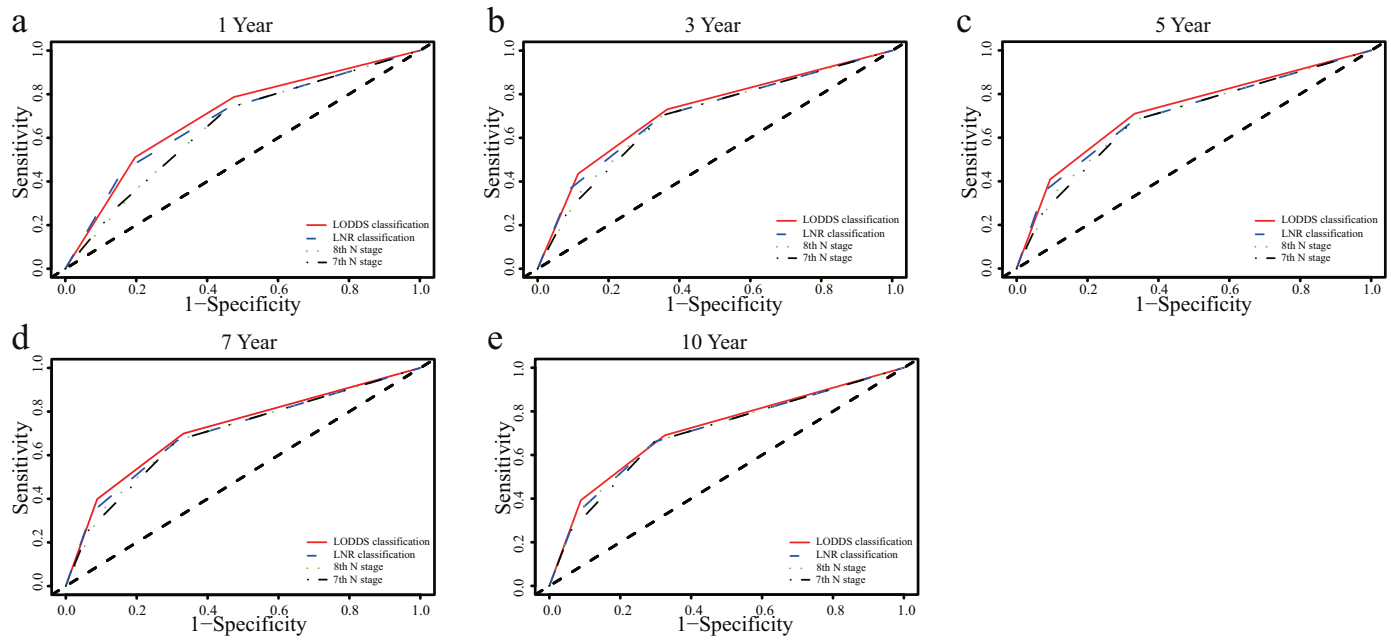 a
1 Year
Sensitivity
0.0 0.2 0.4 0.6 0.8 1.0
0.0 0.2 0.4 0.6 0.8 1.0
1−Specificity
LODDS classification
LNR classification
8th N stage
7th N stage
b
3 Year
Sensitivity
0.0 0.2 0.4 0.6 0.8 1.0
0.0 0.2 0.4 0.6 0.8 1.0
1−Specificity
LODDS classification
LNR classification
8th N stage
7th N stage
c
5 Year
Sensitivity
0.0 0.2 0.4 0.6 0.8 1.0
0.0 0.2 0.4 0.6 0.8 1.0
1−Specificity
LODDS classification
LNR classification
8th N stage
7th N stage
d
7 Year
Sensitivity
0.0 0.2 0.4 0.6 0.8 1.0
0.0 0.2 0.4 0.6 0.8 1.0
1−Specificity
LODDS classification
LNR classification
8th N stage
7th N stage
e
10 Year
Sensitivity
0.0 0.2 0.4 0.6 0.8 1.0
0.0 0.2 0.4 0.6 0.8 1.0
1−Specificity
LODDS classification
LNR classification
8th N stage
7th N stage